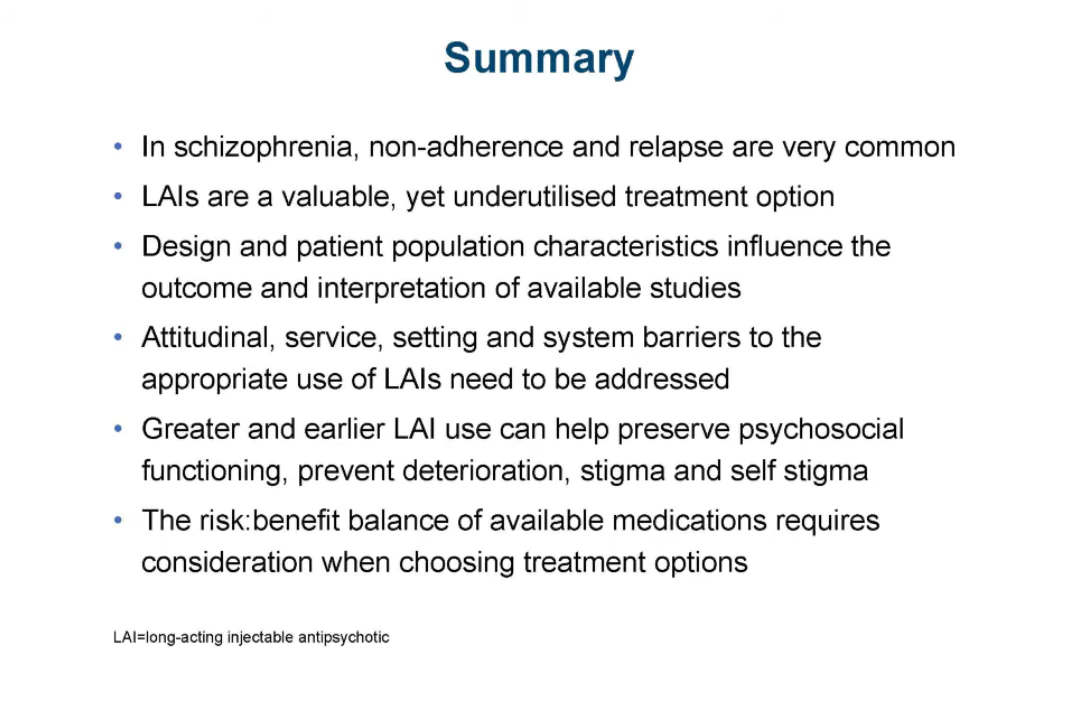 Summary
• In schizophrenia, non-adherence and relapse are very common
• LAIs are a valuable, yet underutilised treatment option
• Design and patient population characteristics influence the
outcome and interpretation of available studies
• Attitudinal, service, setting and system barriers to the
appropriate use of LAIs need to be addressed
• Greater and earlier LAI use can help preserve psychosocial
functioning, prevent deterioration, stigma and self stigma
• The risk:benefit balance of available medications requires
consideration when choosing treatment options
LAI=long-acting injectable antipsychotic